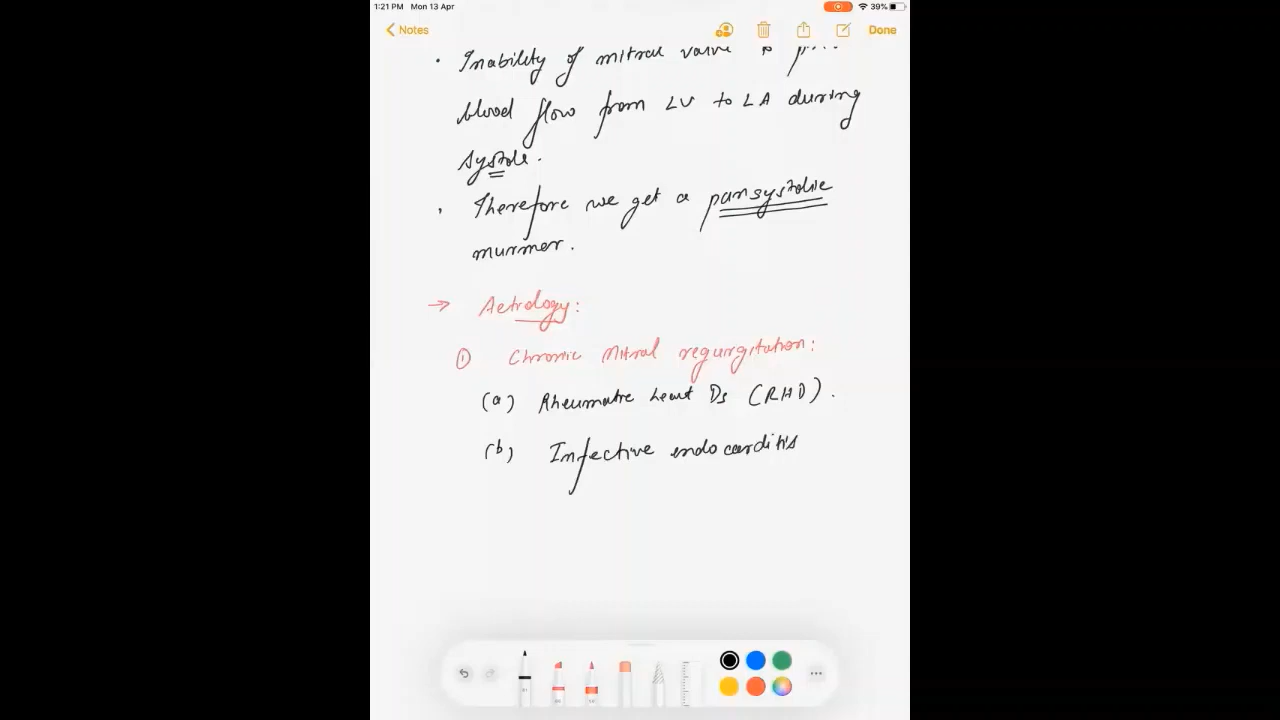 1:21 PM Mon 13 Apr 39%
Notes Done
• Inability of mitral valve to
blood flow from LV to LA during
systole.
• Therefore we get a pansystolic
murmer.
→ Aetiology:
① Chronic Mitral regurgitation:
(a) Rheumatic heart Ds (RHD).
(b) Infective endocarditis